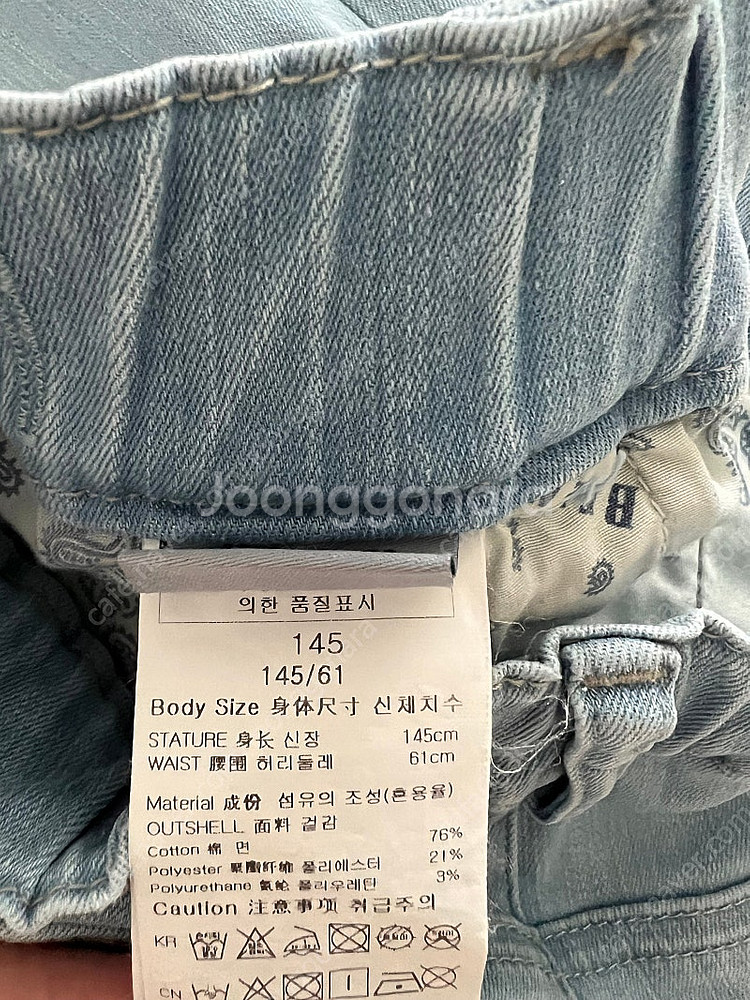 Joonggona
의한 품질표시
145
145/61
Body Size 身体尺寸 신체치수
STATURE 身长 신장 145cm
WAIST 腰围 허리둘레 61cm
Material 成份 섬유의 조성(혼용율)
OUTSHELL 面料 겉감
Cotton 棉 면 76%
Polyester 聚酯纤维 폴리에스터 21%
Polyurethane 氨纶 폴리우레탄 3%
Caution 注意事项 취급주의
KR
CN